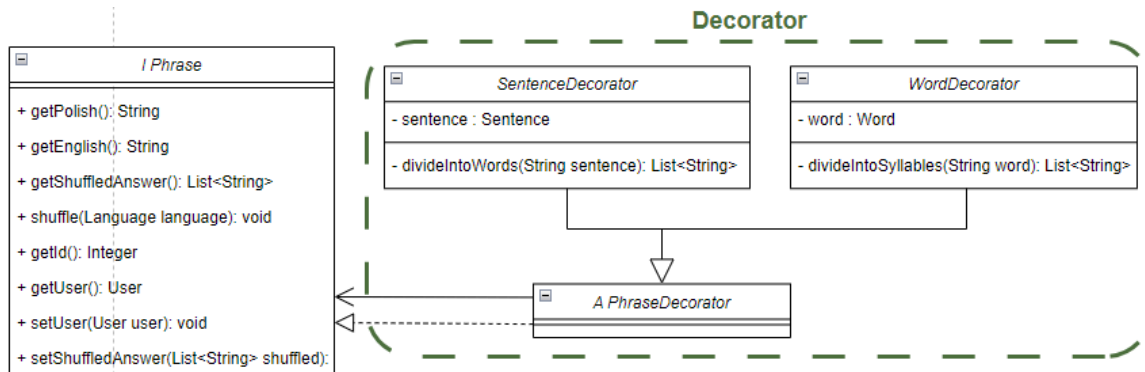 Decorator
I Phrase
+ getPolish(): String
+ getEnglish(): String
+ getShuffledAnswer(): List<String>
+ shuffle(Language language): void
+ getId(): Integer
+ getUser(): User
+ setUser(User user): void
+ setShuffledAnswer(List<String> shuffled):
SentenceDecorator
- sentence : Sentence
- divideIntoWords(String sentence): List<String>
WordDecorator
- word : Word
- divideIntoSyllables(String word): List<String>
A PhraseDecorator